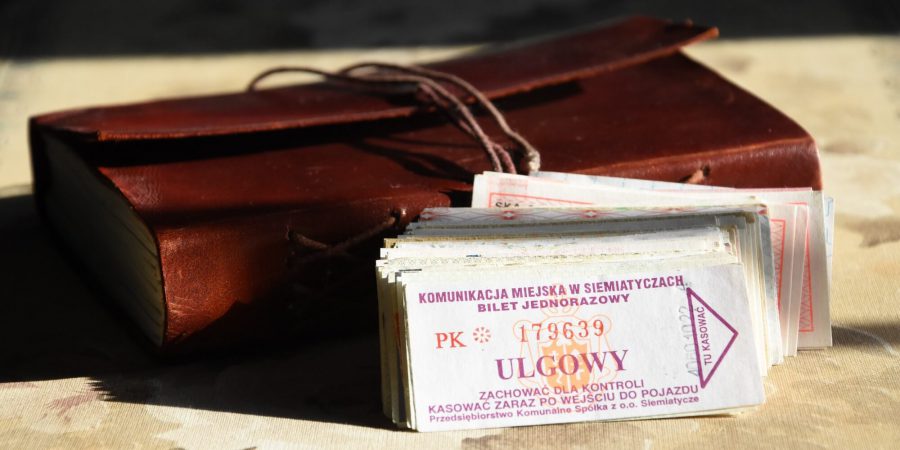 KOMUNIKACJA MIEJSKA W SIEMIATYCZACH
BILET JEDNORAZOWY
PK * 179639
ULGOWY
ZACHOWAĆ DLA KONTROLI
KASOWAĆ ZARAZ PO WEJŚCIU DO POJAZDU
Przedsiębiorstwo Komunalne Spółka z o.o. Siemiatycze
TU KASOWAĆ